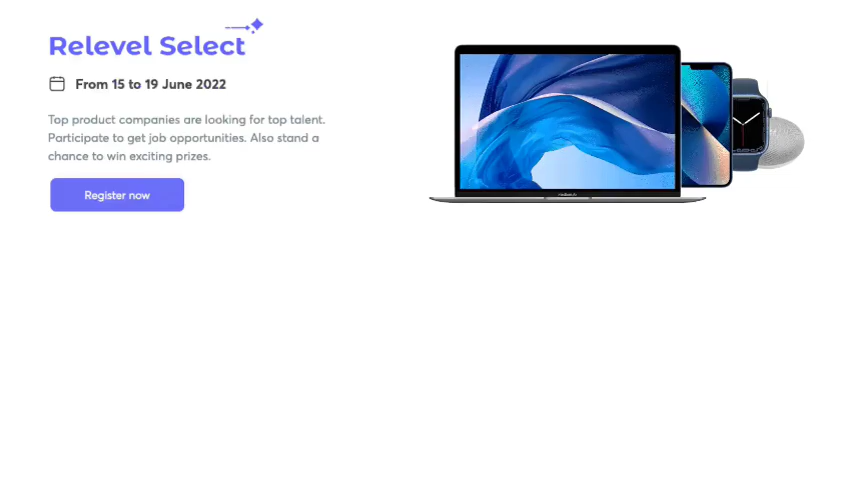 Relevel Select
From 15 to 19 June 2022
Top product companies are looking for top talent.
Participate to get job opportunities. Also stand a
chance to win exciting prizes.
Register now